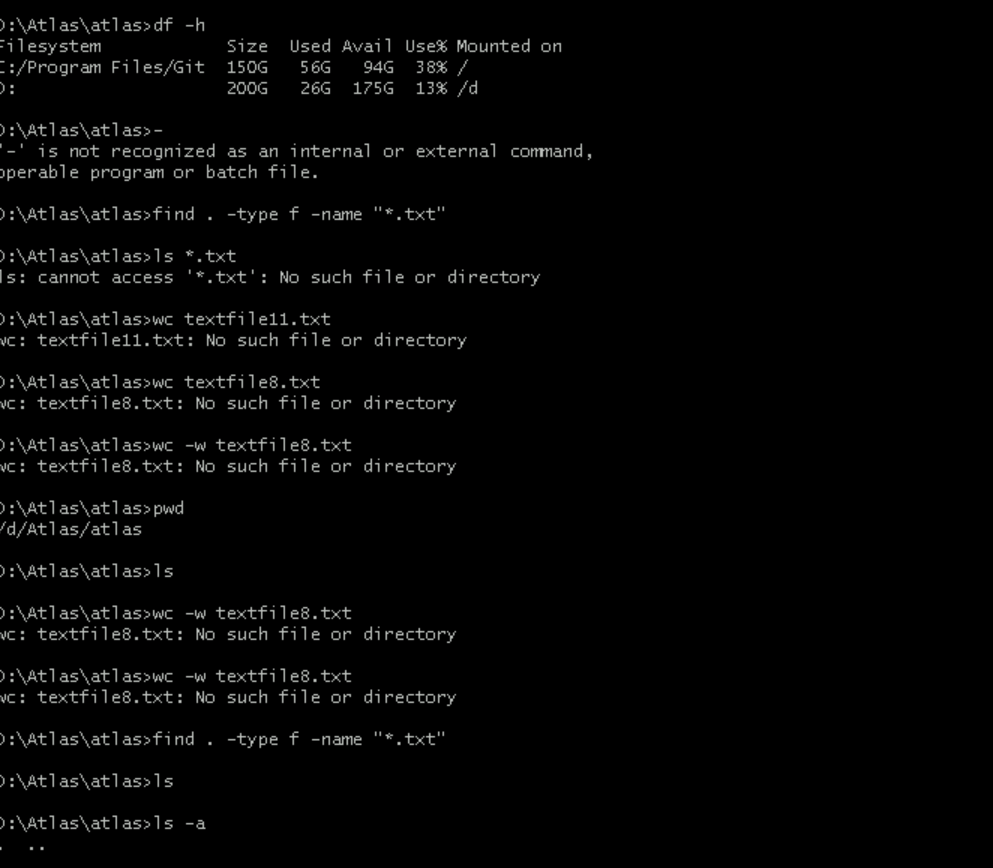 D:\Atlas\atlas>df -h
Filesystem            Size  Used Avail Use% Mounted on
C:/Program Files/Git  150G   56G   94G  38% /
D:                    200G   26G  175G  13% /d
D:\Atlas\atlas>-
'-' is not recognized as an internal or external command,
operable program or batch file.
D:\Atlas\atlas>find . -type f -name "*.txt"
D:\Atlas\atlas>ls *.txt
ls: cannot access '*.txt': No such file or directory
D:\Atlas\atlas>wc textfile11.txt
wc: textfile11.txt: No such file or directory
D:\Atlas\atlas>wc textfile8.txt
wc: textfile8.txt: No such file or directory
D:\Atlas\atlas>wc -w textfile8.txt
wc: textfile8.txt: No such file or directory
D:\Atlas\atlas>pwd
/d/Atlas/atlas
D:\Atlas\atlas>ls
D:\Atlas\atlas>wc -w textfile8.txt
wc: textfile8.txt: No such file or directory
D:\Atlas\atlas>wc -w textfile8.txt
wc: textfile8.txt: No such file or directory
D:\Atlas\atlas>find . -type f -name "*.txt"
D:\Atlas\atlas>ls
D:\Atlas\atlas>ls -a
.  ..